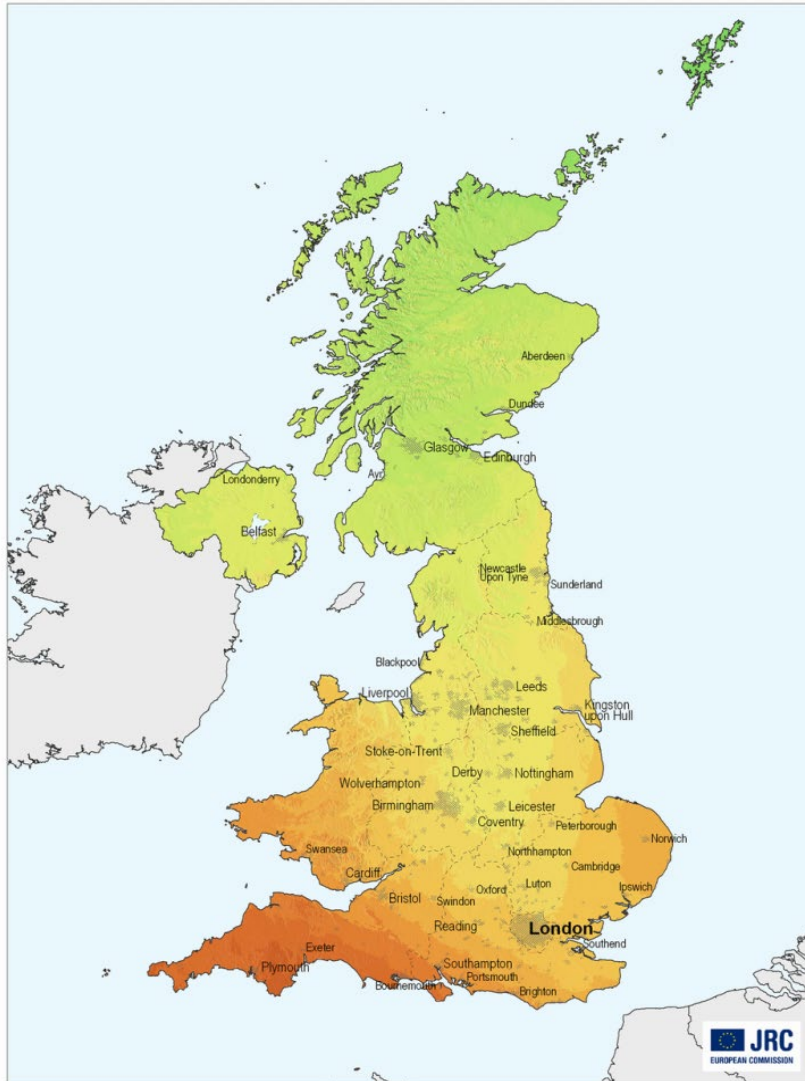 Aberdeen
Dundee
Glasgow
Edinburgh
Ayr
Londonderry
Belfast
Newcastle
Upon Tyne
Sunderland
Middlesbrough
Blackpool
Leeds
Liverpool
Manchester
Kingston
upon Hull
Sheffield
Stoke-on-Trent
Derby
Nottingham
Wolverhampton
Birmingham
Leicester
Coventry
Peterborough
Norwich
Swansea
Northhampton
Cardiff
Cambridge
Oxford
Luton
Ipswich
Bristol
Swindon
Reading
London
Southend
Exeter
Plymouth
Southampton
Portsmouth
Bournemouth
Brighton
JRC
EUROPEAN COMMISSION